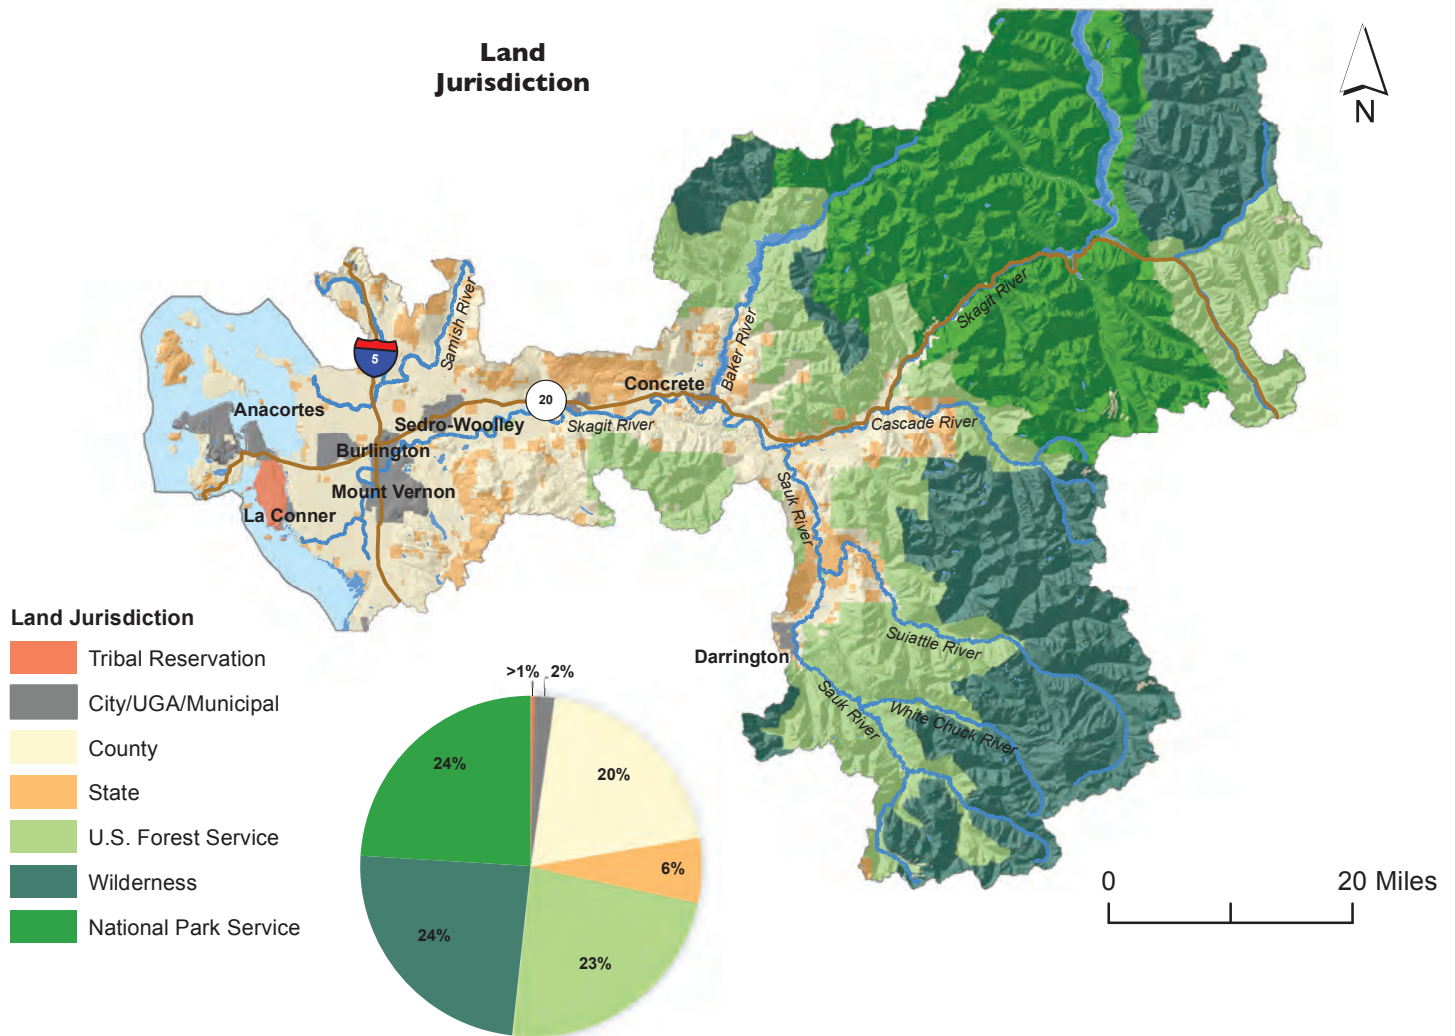 Land
Jurisdiction
N
Skagit River
Samish River
5
Baker River
Concrete
20
Anacortes
Sedro-Woolley
Skagit River
Cascade River
Burlington
Mount Vernon
Sauk River
La Conner
Land Jurisdiction
Tribal Reservation
City/UGA/Municipal
County
State
U.S. Forest Service
Wilderness
National Park Service
Suiattle River
Darrington
Sauk River
White Chuck River
>1%
2%
24%
20%
6%
24%
23%
0
20 Miles